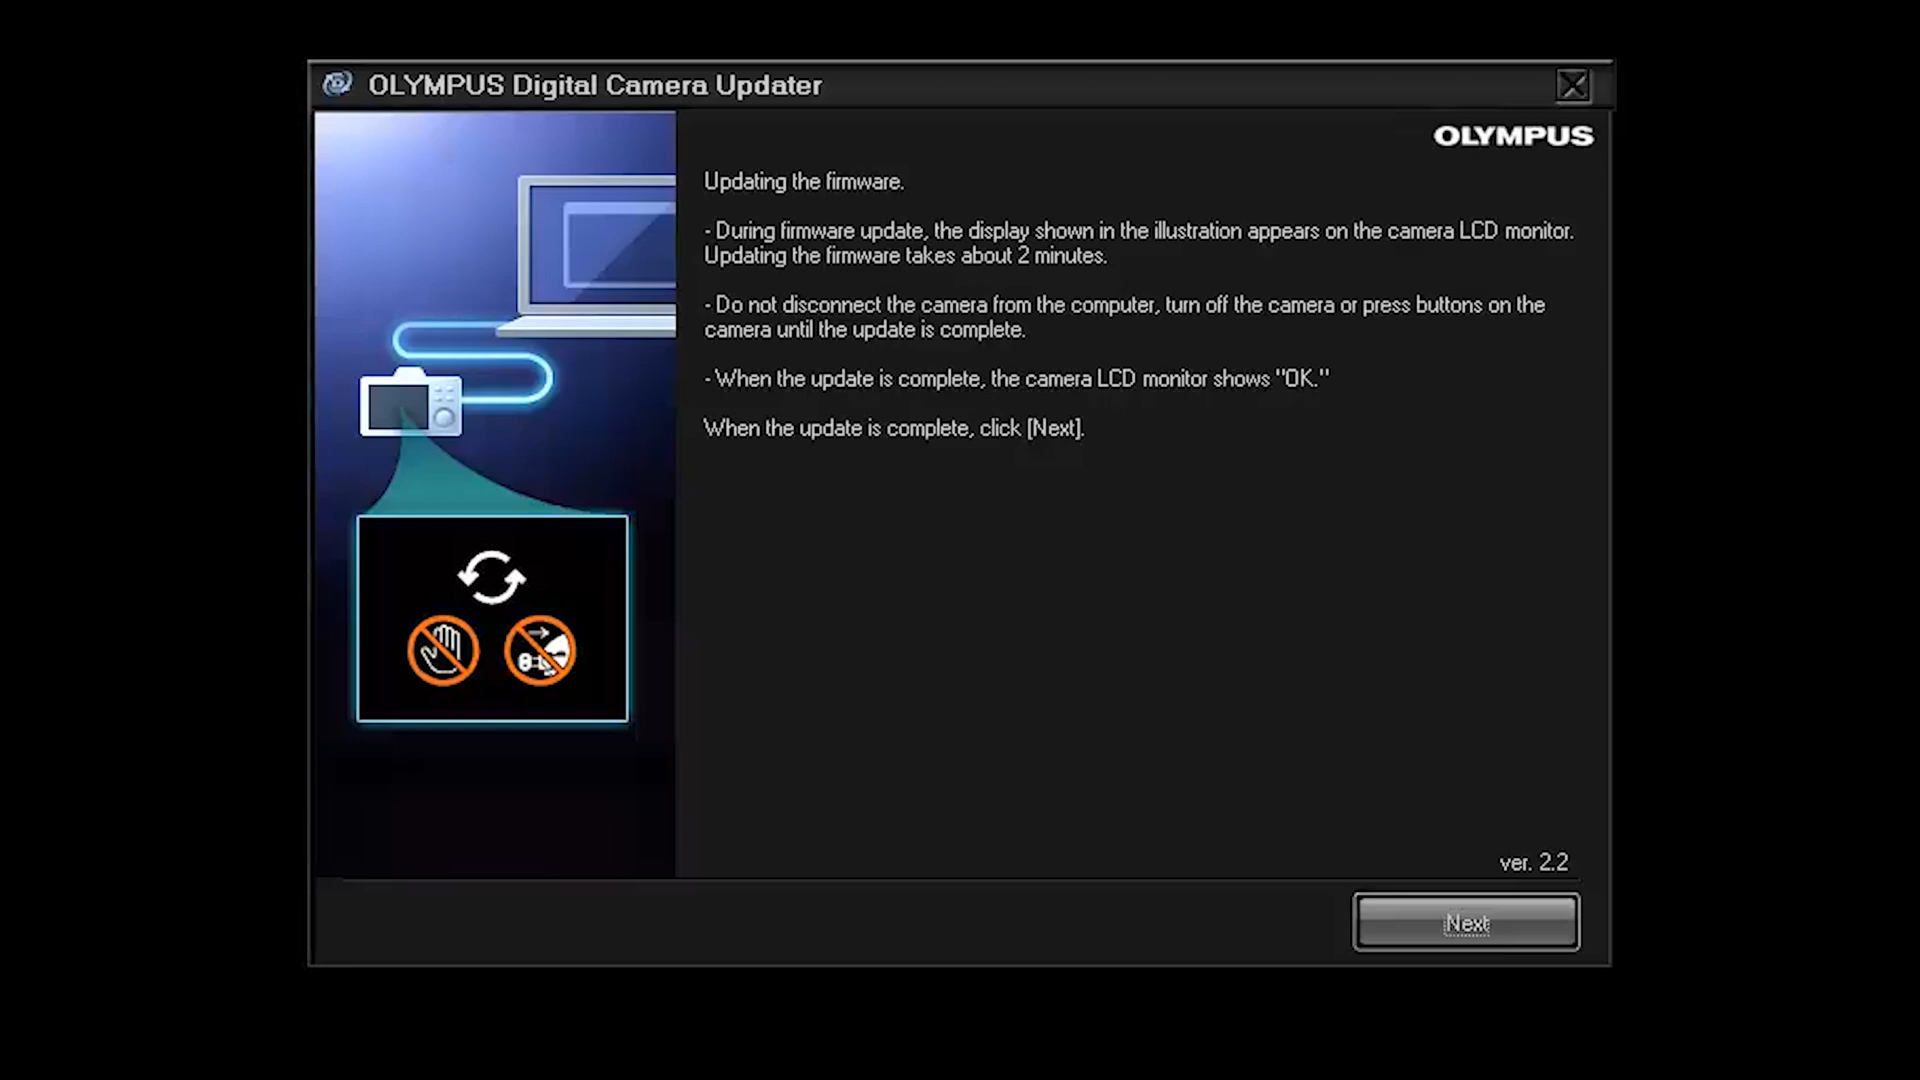 OLYMPUS Digital Camera Updater
OLYMPUS
Updating the firmware.
- During firmware update, the display shown in the illustration appears on the camera LCD monitor.
Updating the firmware takes about 2 minutes.
- Do not disconnect the camera from the computer, turn off the camera or press buttons on the
camera until the update is complete.
- When the update is complete, the camera LCD monitor shows "OK."
When the update is complete, click [Next].
ver. 2.2
Next